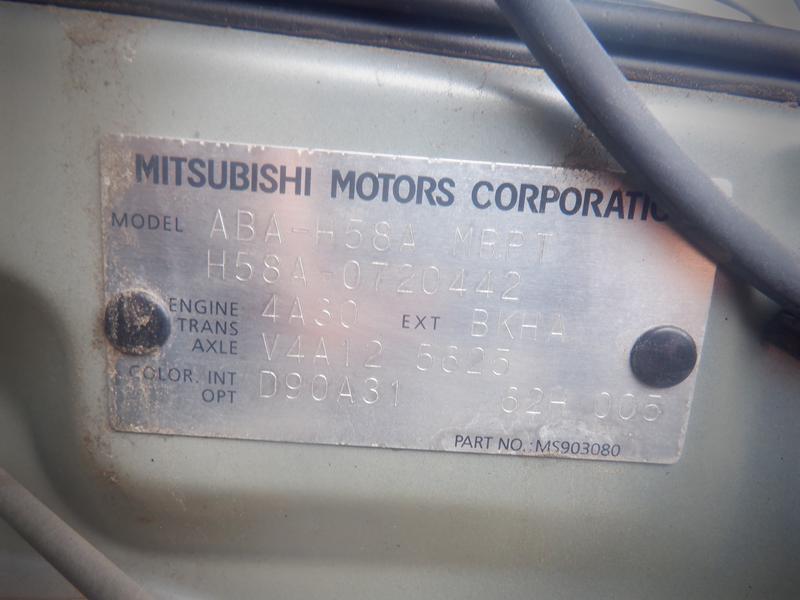 MITSUBISHI MOTORS CORPORATIO
MODEL ABA-H58A MRPT
H58A-0720442
ENGINE 4A30 EXT BKHA
TRANS
AXLE V4A12 5625
COLOR. INT
OPT D90A31 62H 005
PART NO.: MS903080